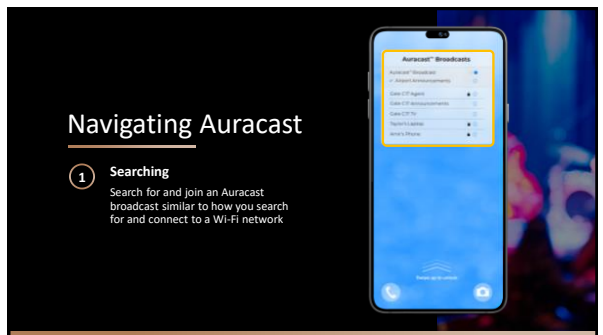 Navigating Auracast
1
Searching
Search for and join an Auracast
broadcast similar to how you search
for and connect to a Wi-Fi network
Auracast™ Broadcasts
Auracast™ Broadcast
✓ Airport Announcements
Gate C17 Agent
Gate C17 Announcements
Gate C17 TV
Taylor's Laptop
Amir's Phone
Swipe up to unlock